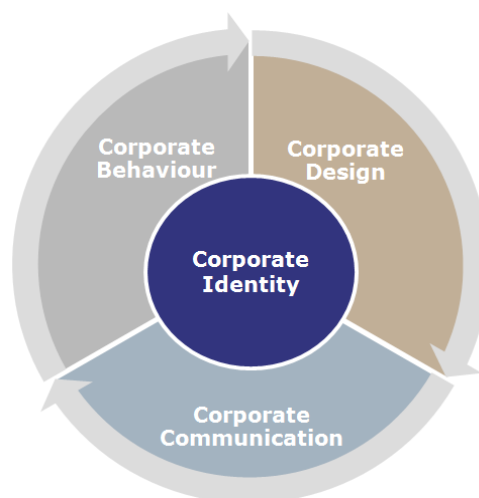 Corporate
Behaviour
Corporate
Design
Corporate
Identity
Corporate
Communication